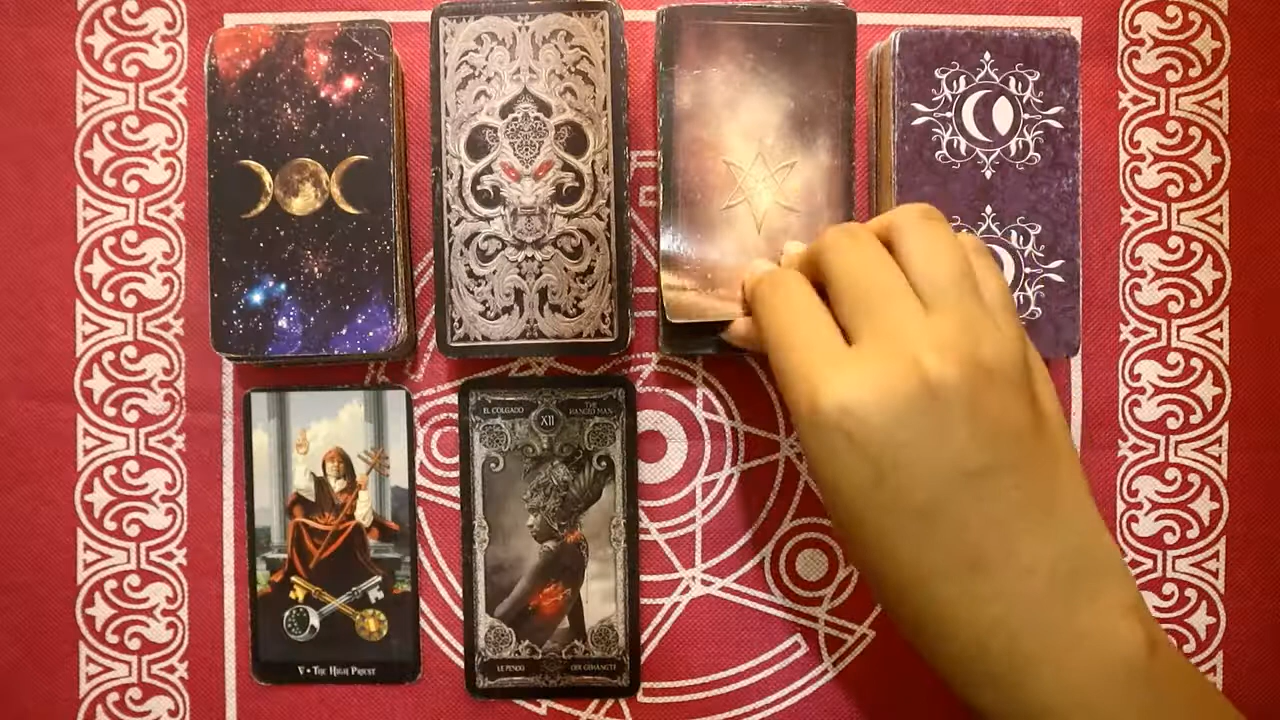 EL COLGADO
THE
HANGED MAN
XII
LE PENDU
DER GEHÄNGTE
V • THE HIGH PRIEST